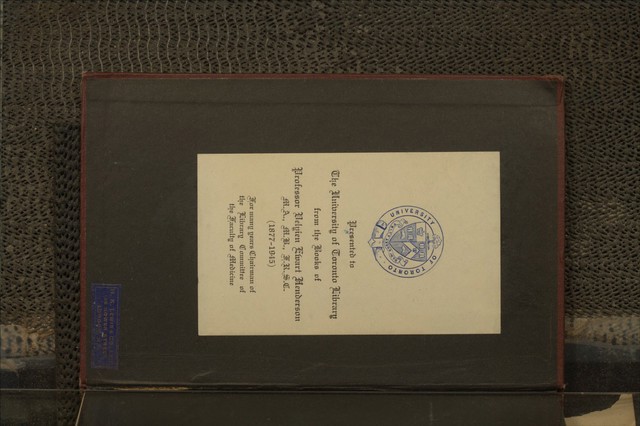 UNIVERSITY OF TORONTO
Presented to
The University of Toronto Library
from the Books of
Professor Velyien Ewart Henderson
M.A., M.B., F.R.S.C.
(1877-1945)
For many years Chairman of
the Library Committee of
the Faculty of Medicine